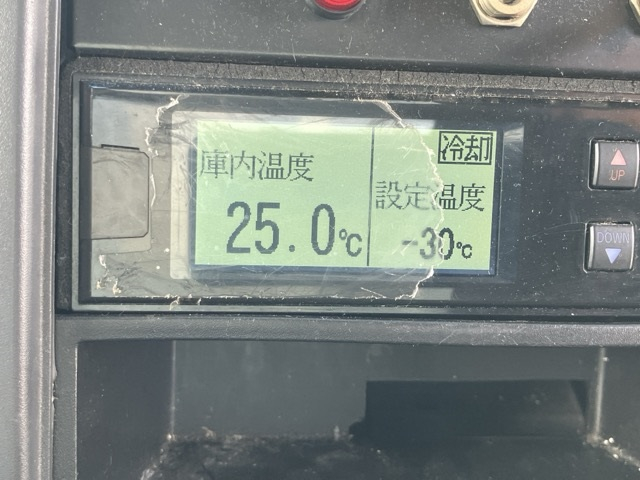 冷却
庫内温度
設定温度
25.0℃
-30℃
UP
DOWN